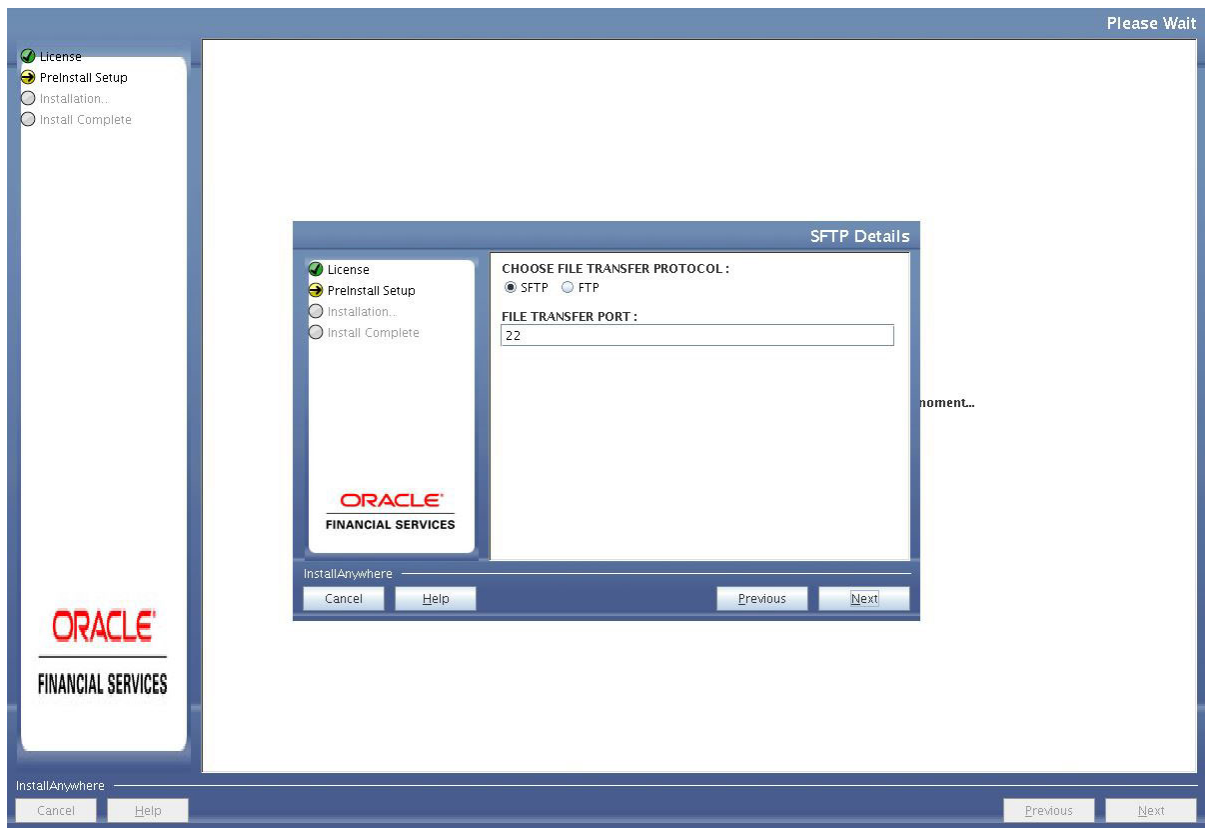 Please Wait
License
PreInstall Setup
Installation..
Install Complete
SFTP Details
License
PreInstall Setup
Installation..
Install Complete
CHOOSE FILE TRANSFER PROTOCOL :
SFTP FTP
FILE TRANSFER PORT :
22
ORACLE
FINANCIAL SERVICES
InstallAnywhere
Cancel Help Previous Next
ORACLE
FINANCIAL SERVICES
InstallAnywhere
Cancel Help Previous Next